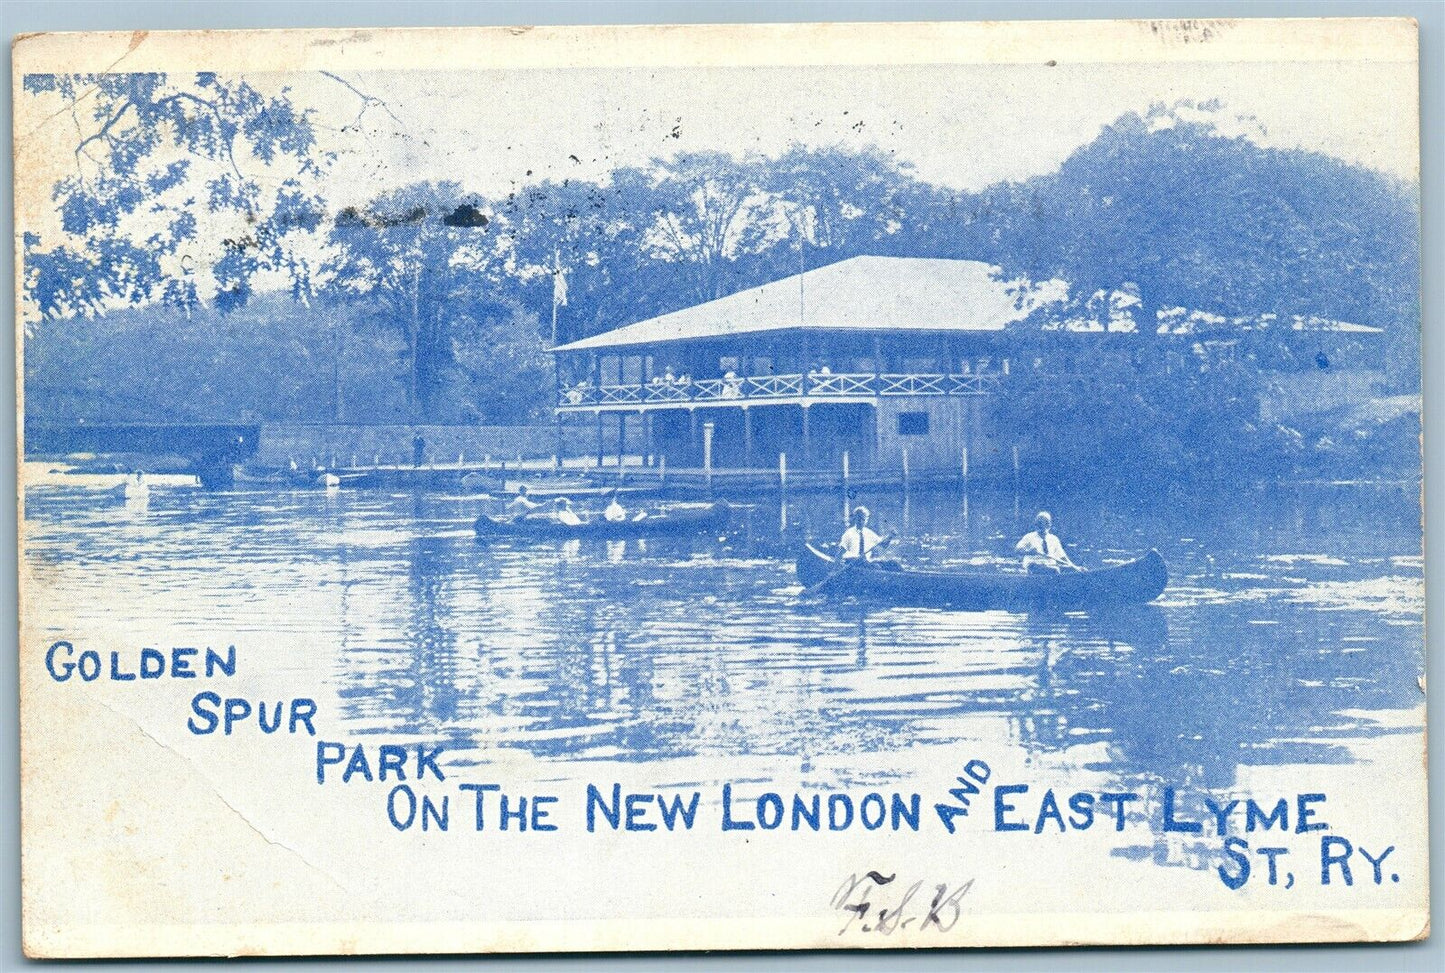 GOLDEN
SPUR
PARK
ON THE NEW LONDON AND EAST LYME
ST, RY.
F.S.B